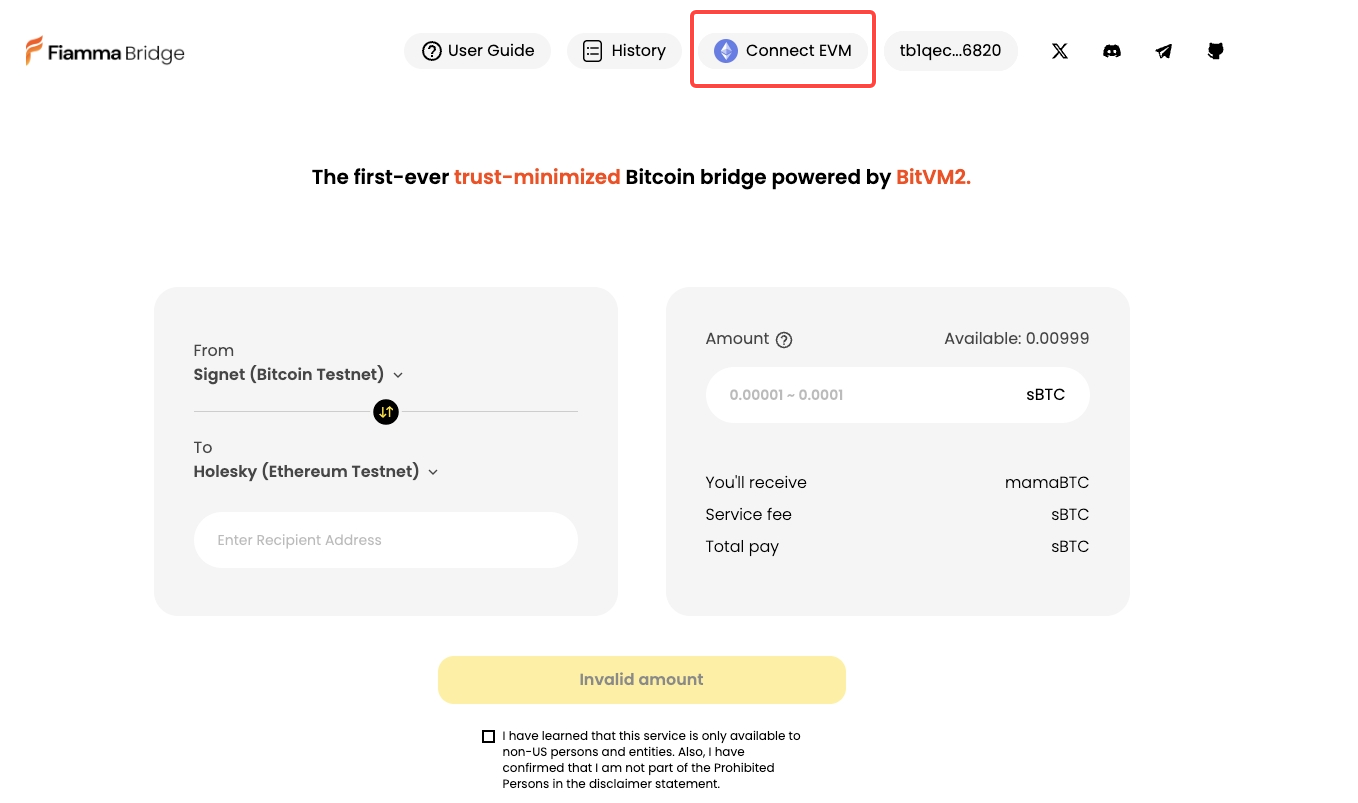 Fiamma Bridge
User Guide
History
Connect EVM
tb1qec...6820
The first-ever trust-minimized Bitcoin bridge powered by BitVM2.
From
Signet (Bitcoin Testnet)
To
Holesky (Ethereum Testnet)
Enter Recipient Address
Amount
Available: 0.00999
0.00001 ~ 0.0001
sBTC
You'll receive
mamaBTC
Service fee
sBTC
Total pay
sBTC
Invalid amount
I have learned that this service is only available to
non-US persons and entities. Also, I have
confirmed that I am not part of the Prohibited
Persons in the disclaimer statement.